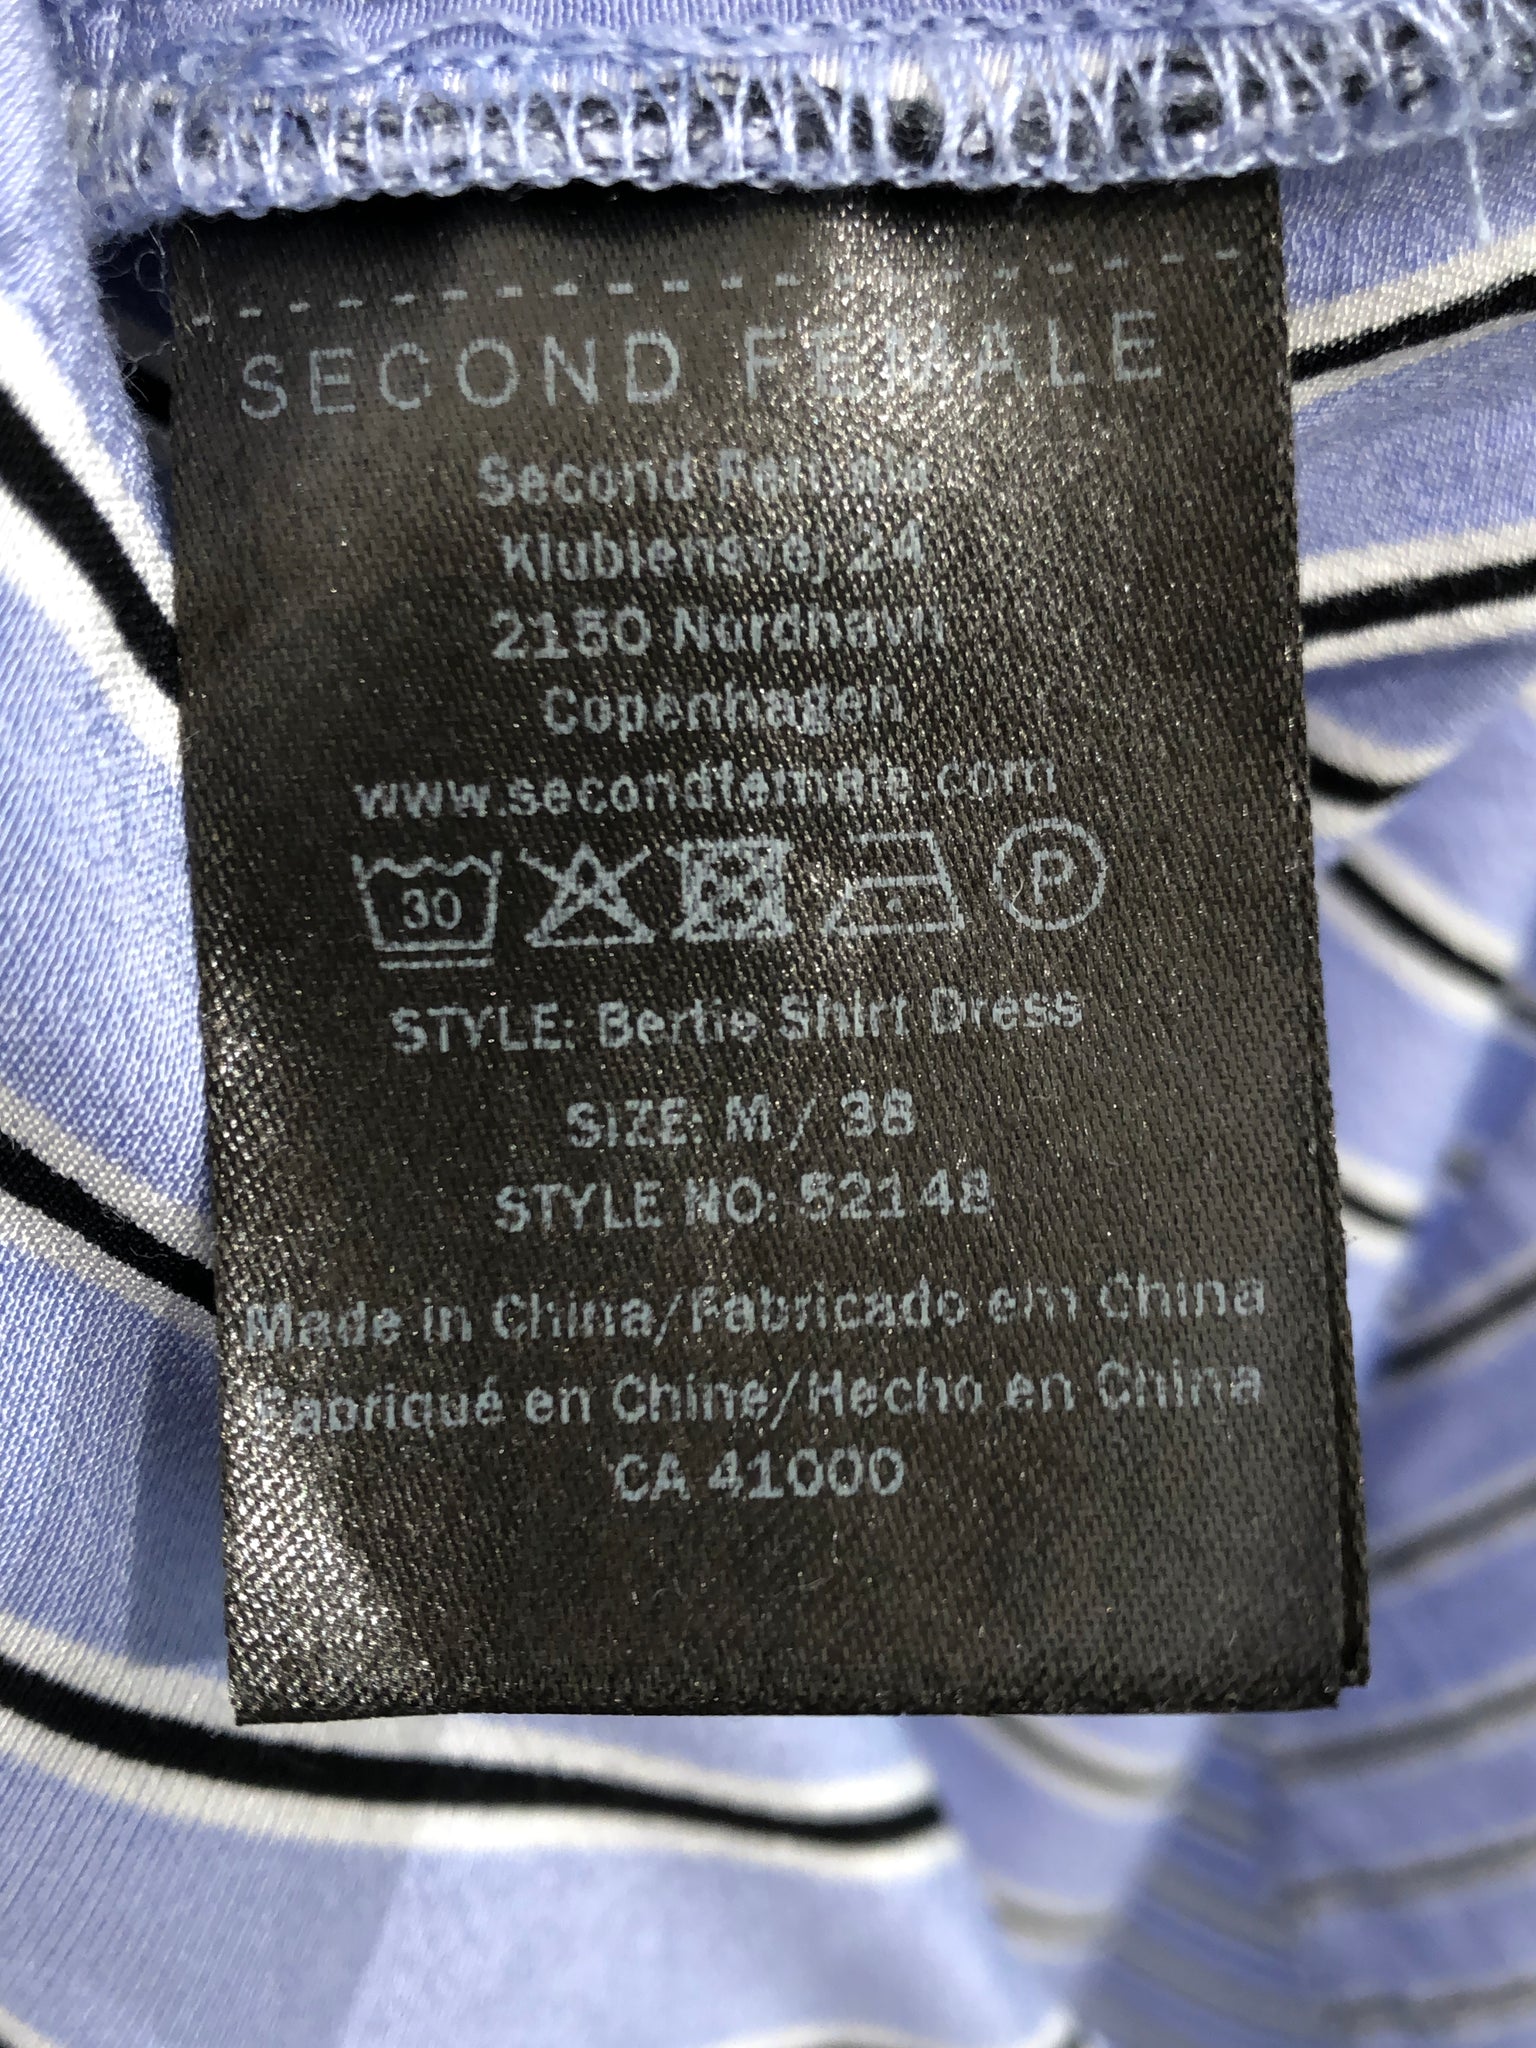 SECOND FEMALE
Second Female
Klubiensvej 24
2150 Nordhavn
Copenhagen
www.secondfemale.com
30 P
STYLE: Bertie Shirt Dress
SIZE: M / 38
STYLE NO: 52148
Made in China/Fabricado em China
Fabriqué en Chine/Hecho en China
CA 41000